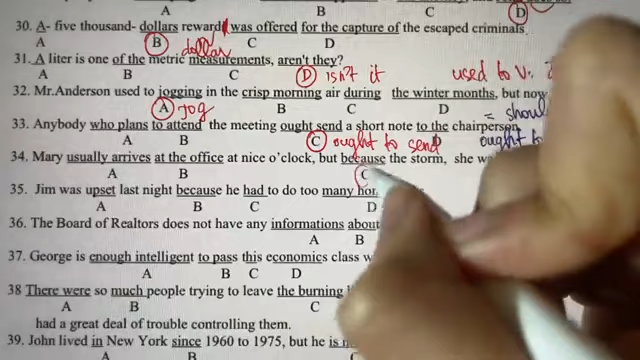 A B C D
30. A- five thousand- dollars reward was offered for the capture of the escaped criminals.
A B C D
dollar
31. A liter is one of the metric measurements, aren't they?
A B C D isn't it used to V.
32. Mr.Anderson used to jogging in the crisp morning air during the winter months, but now
A jog B C D = shoul
33. Anybody who plans to attend the meeting ought send a short note to the chairperson
A B C ought to send D ought to
34. Mary usually arrives at the office at nice o'clock, but because the storm, she w
A B C
35. Jim was upset last night because he had to do too many hom
A B C D
36. The Board of Realtors does not have any informations about
A B
37. George is enough intelligent to pass this economics class w
A B C D
38 There were so much people trying to leave the burning
A B C
had a great deal of trouble controlling them.
39. John lived in New York since 1960 to 1975, but he is n
A B C